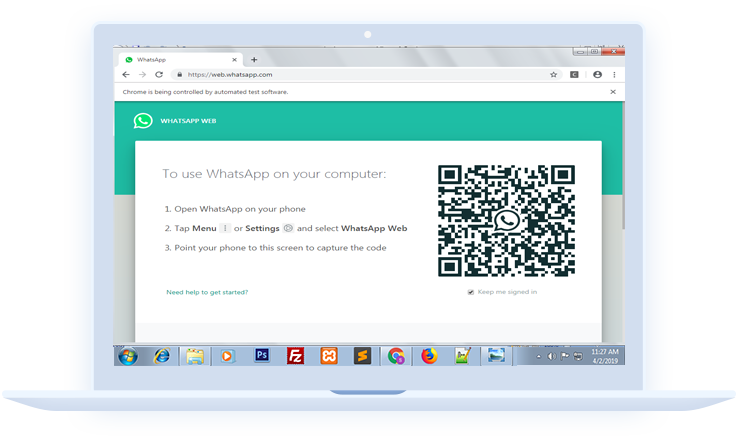 WhatsApp
https://web.whatsapp.com
Chrome is being controlled by automated test software.
WHATSAPP WEB
To use WhatsApp on your computer:
1. Open WhatsApp on your phone
2. Tap Menu or Settings and select WhatsApp Web
3. Point your phone to this screen to capture the code
Need help to get started?
Keep me signed in
Ps
Fz
11:27 AM
4/2/2019